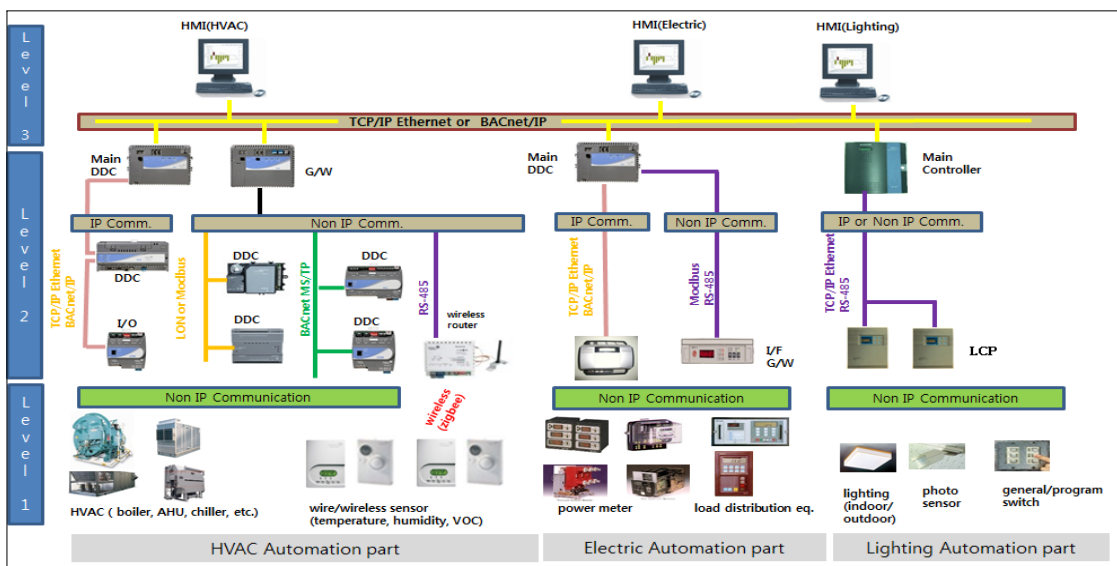 Level 3
HMI(HVAC)
HMI(Electric)
HMI(Lighting)
TCP/IP Ethernet or BACnet/IP
Level 2
Main
DDC
G/W
Main
DDC
Main
Controller
IP Comm.
Non IP Comm.
IP Comm.
Non IP Comm.
IP or Non IP Comm.
TCP/IP Ethernet
BACnet/IP
DDC
I/O
LON or Modbus
DDC
DDC
BACnet MS/TP
DDC
DDC
RS-485
wireless
router
TCP/IP Ethernet
BACnet/IP
Modbus
RS-485
I/F
G/W
TCP/IP Ethernet
RS-485
LCP
Level 1
Non IP Communication
wireless
(zigbee)
Non IP Communication
Non IP Communication
HVAC ( boiler, AHU, chiller, etc.)
wire/wireless sensor
(temperature, humidity, VOC)
power meter
load distribution eq.
lighting
(indoor/
outdoor)
photo
sensor
general/program
switch
HVAC Automation part
Electric Automation part
Lighting Automation part